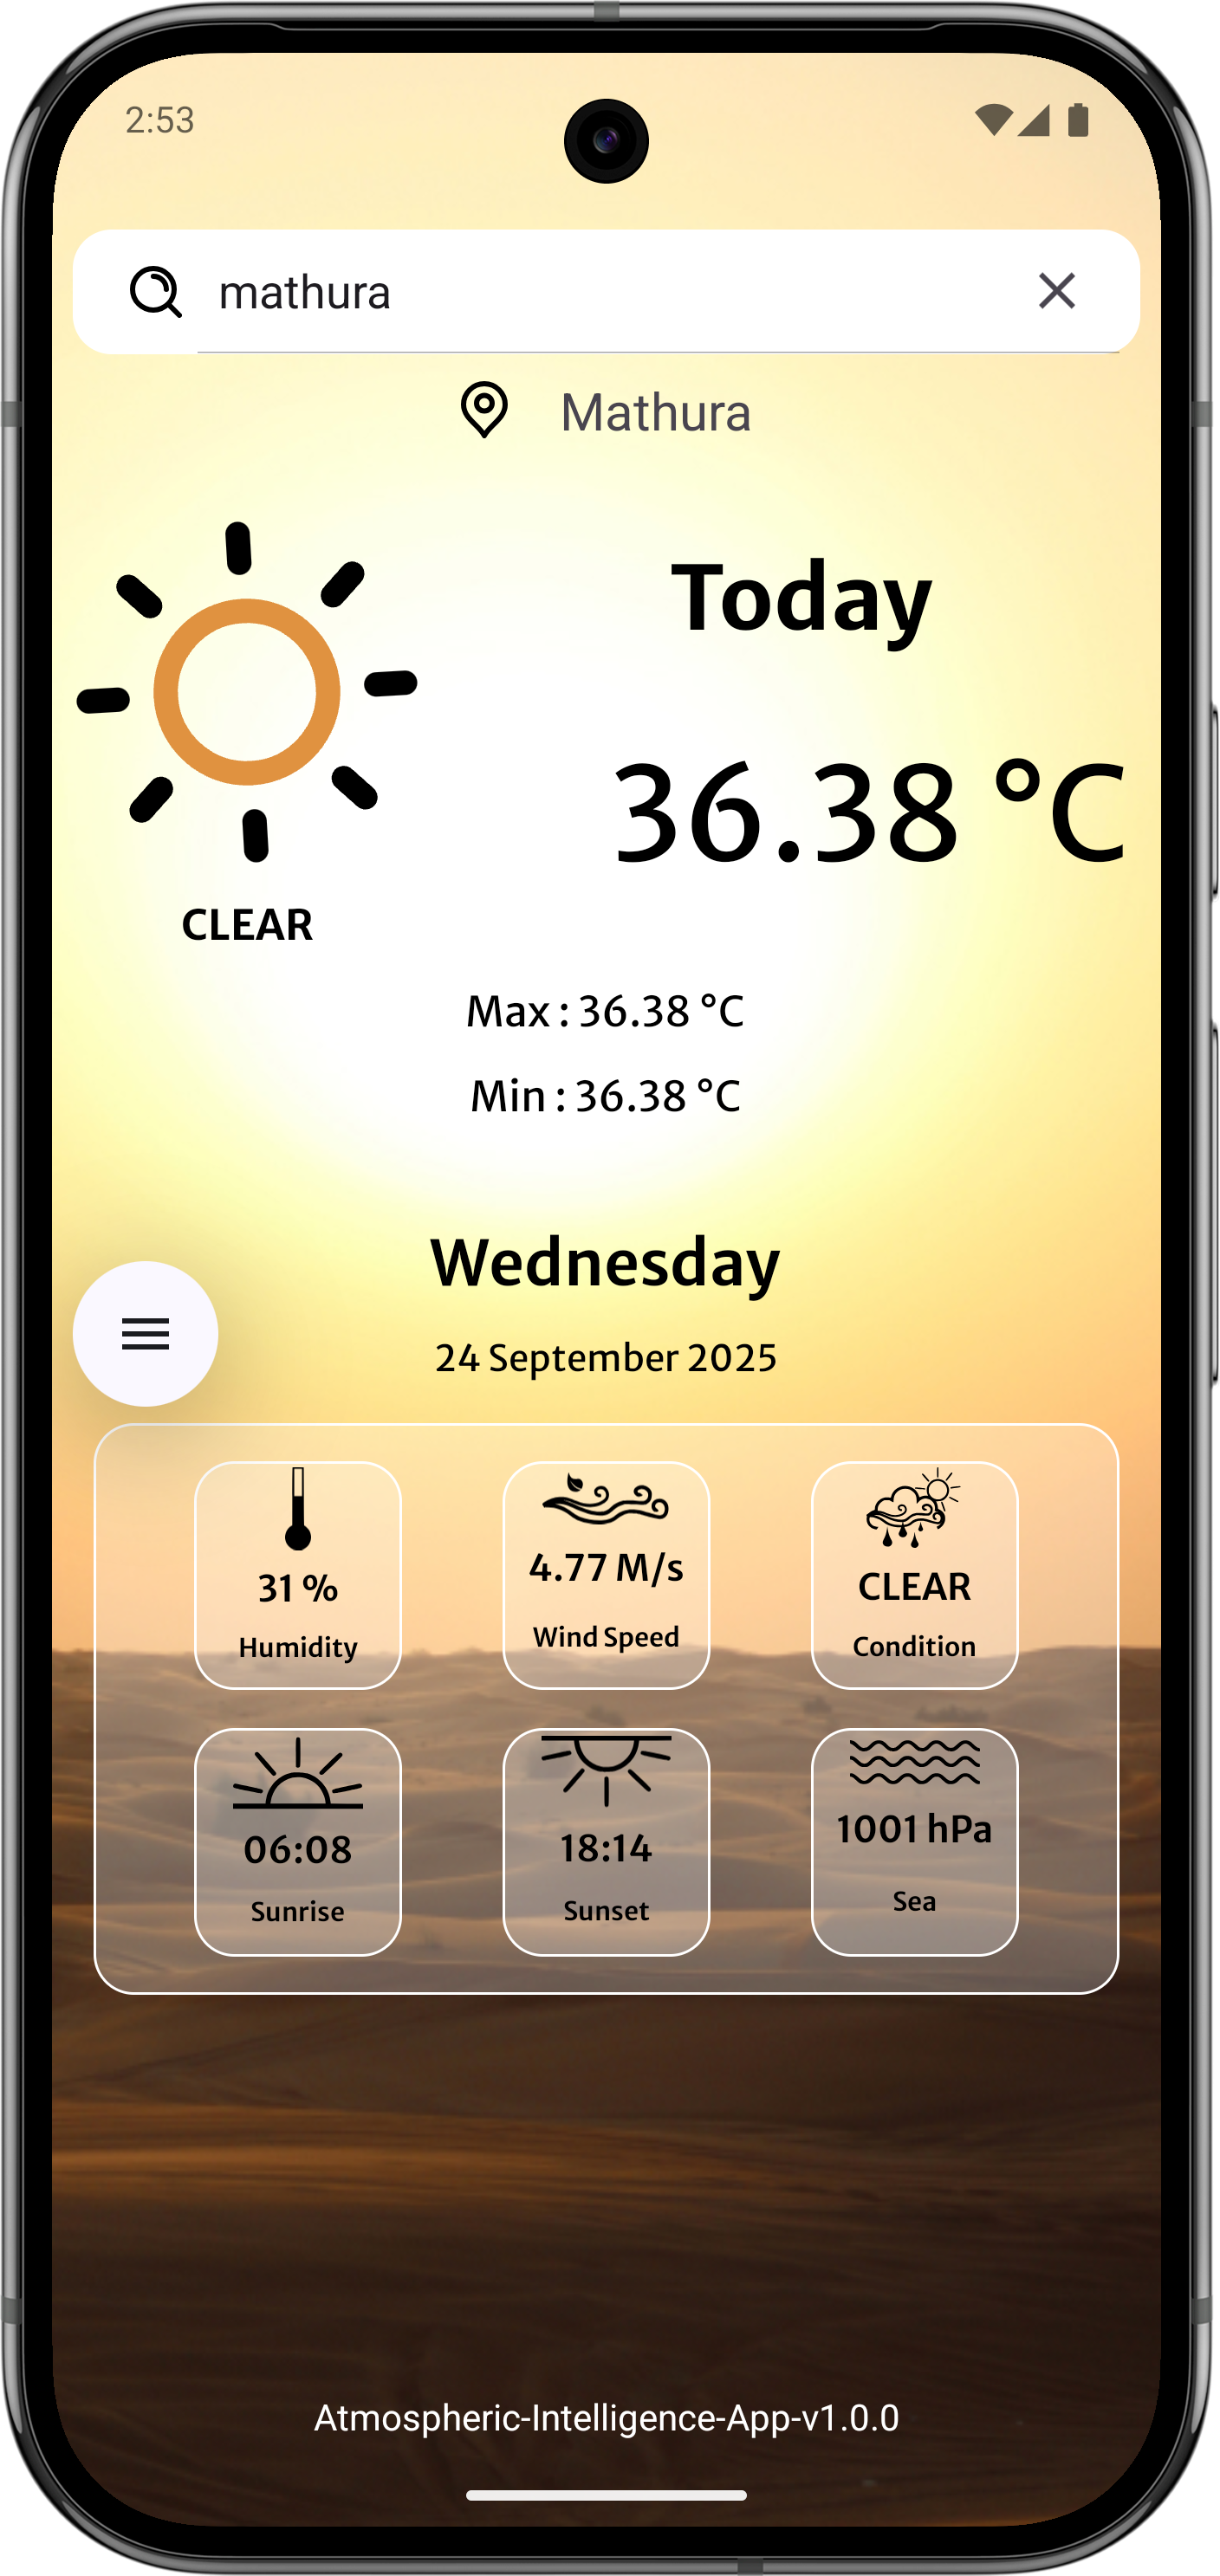 2:53
mathura
Mathura
Today
36.38 °C
CLEAR
Max : 36.38 °C
Min : 36.38 °C
Wednesday
24 September 2025
31 %
Humidity
4.77 M/s
Wind Speed
CLEAR
Condition
06:08
Sunrise
18:14
Sunset
1001 hPa
Sea
Atmospheric-Intelligence-App-v1.0.0